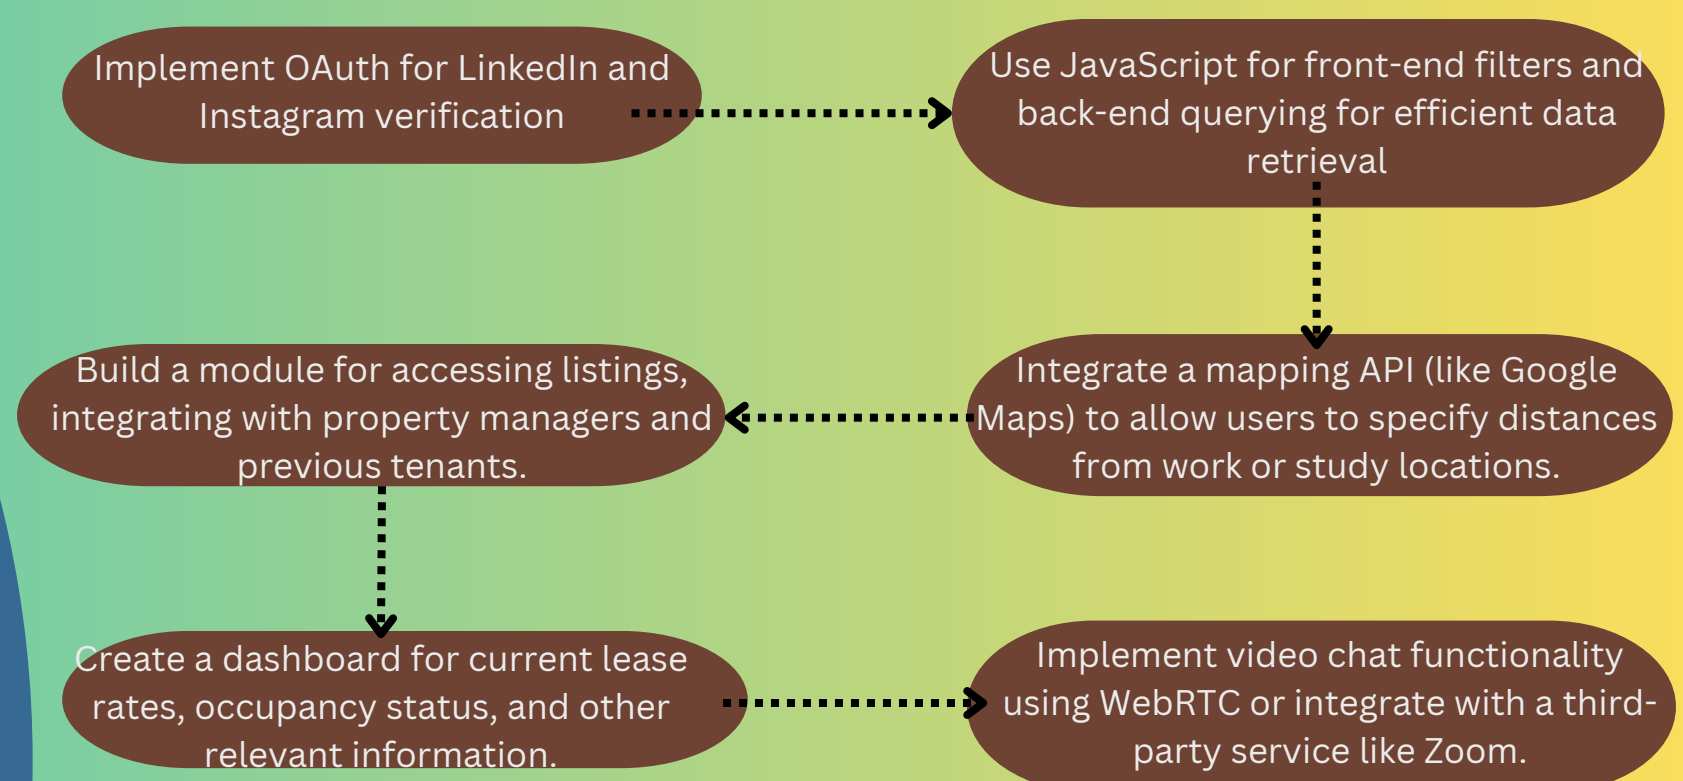 Implement OAuth for LinkedIn and
Instagram verification
Use JavaScript for front-end filters and
back-end querying for efficient data
retrieval
Integrate a mapping API (like Google
Maps) to allow users to specify distances
from work or study locations.
Build a module for accessing listings,
integrating with property managers and
previous tenants.
Create a dashboard for current lease
rates, occupancy status, and other
relevant information.
Implement video chat functionality
using WebRTC or integrate with a third-
party service like Zoom.